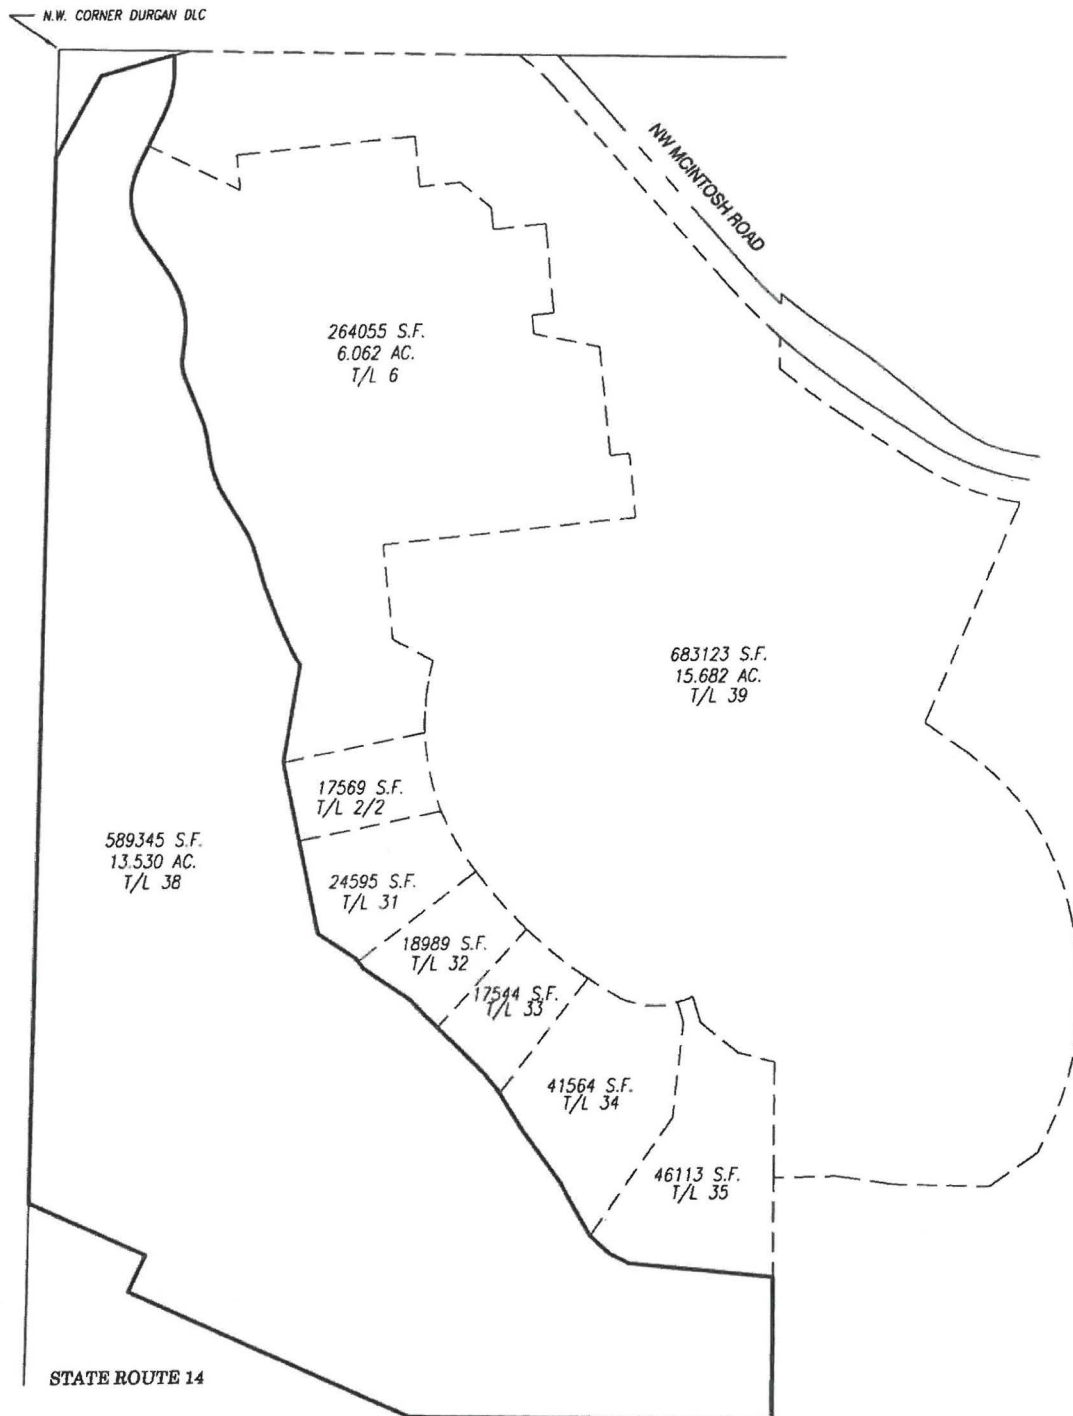 N.W. CORNER DURGAN DLC
NW MCINTOSH ROAD
264055 S.F.
6.062 AC.
T/L 6
683123 S.F.
15.682 AC.
T/L 39
17569 S.F.
T/L 2/2
589345 S.F.
13.530 AC.
T/L 38
24595 S.F.
T/L 31
18989 S.F.
T/L 32
17544 S.F.
T/L 33
41564 S.F.
T/L 34
46113 S.F.
T/L 35
STATE ROUTE 14